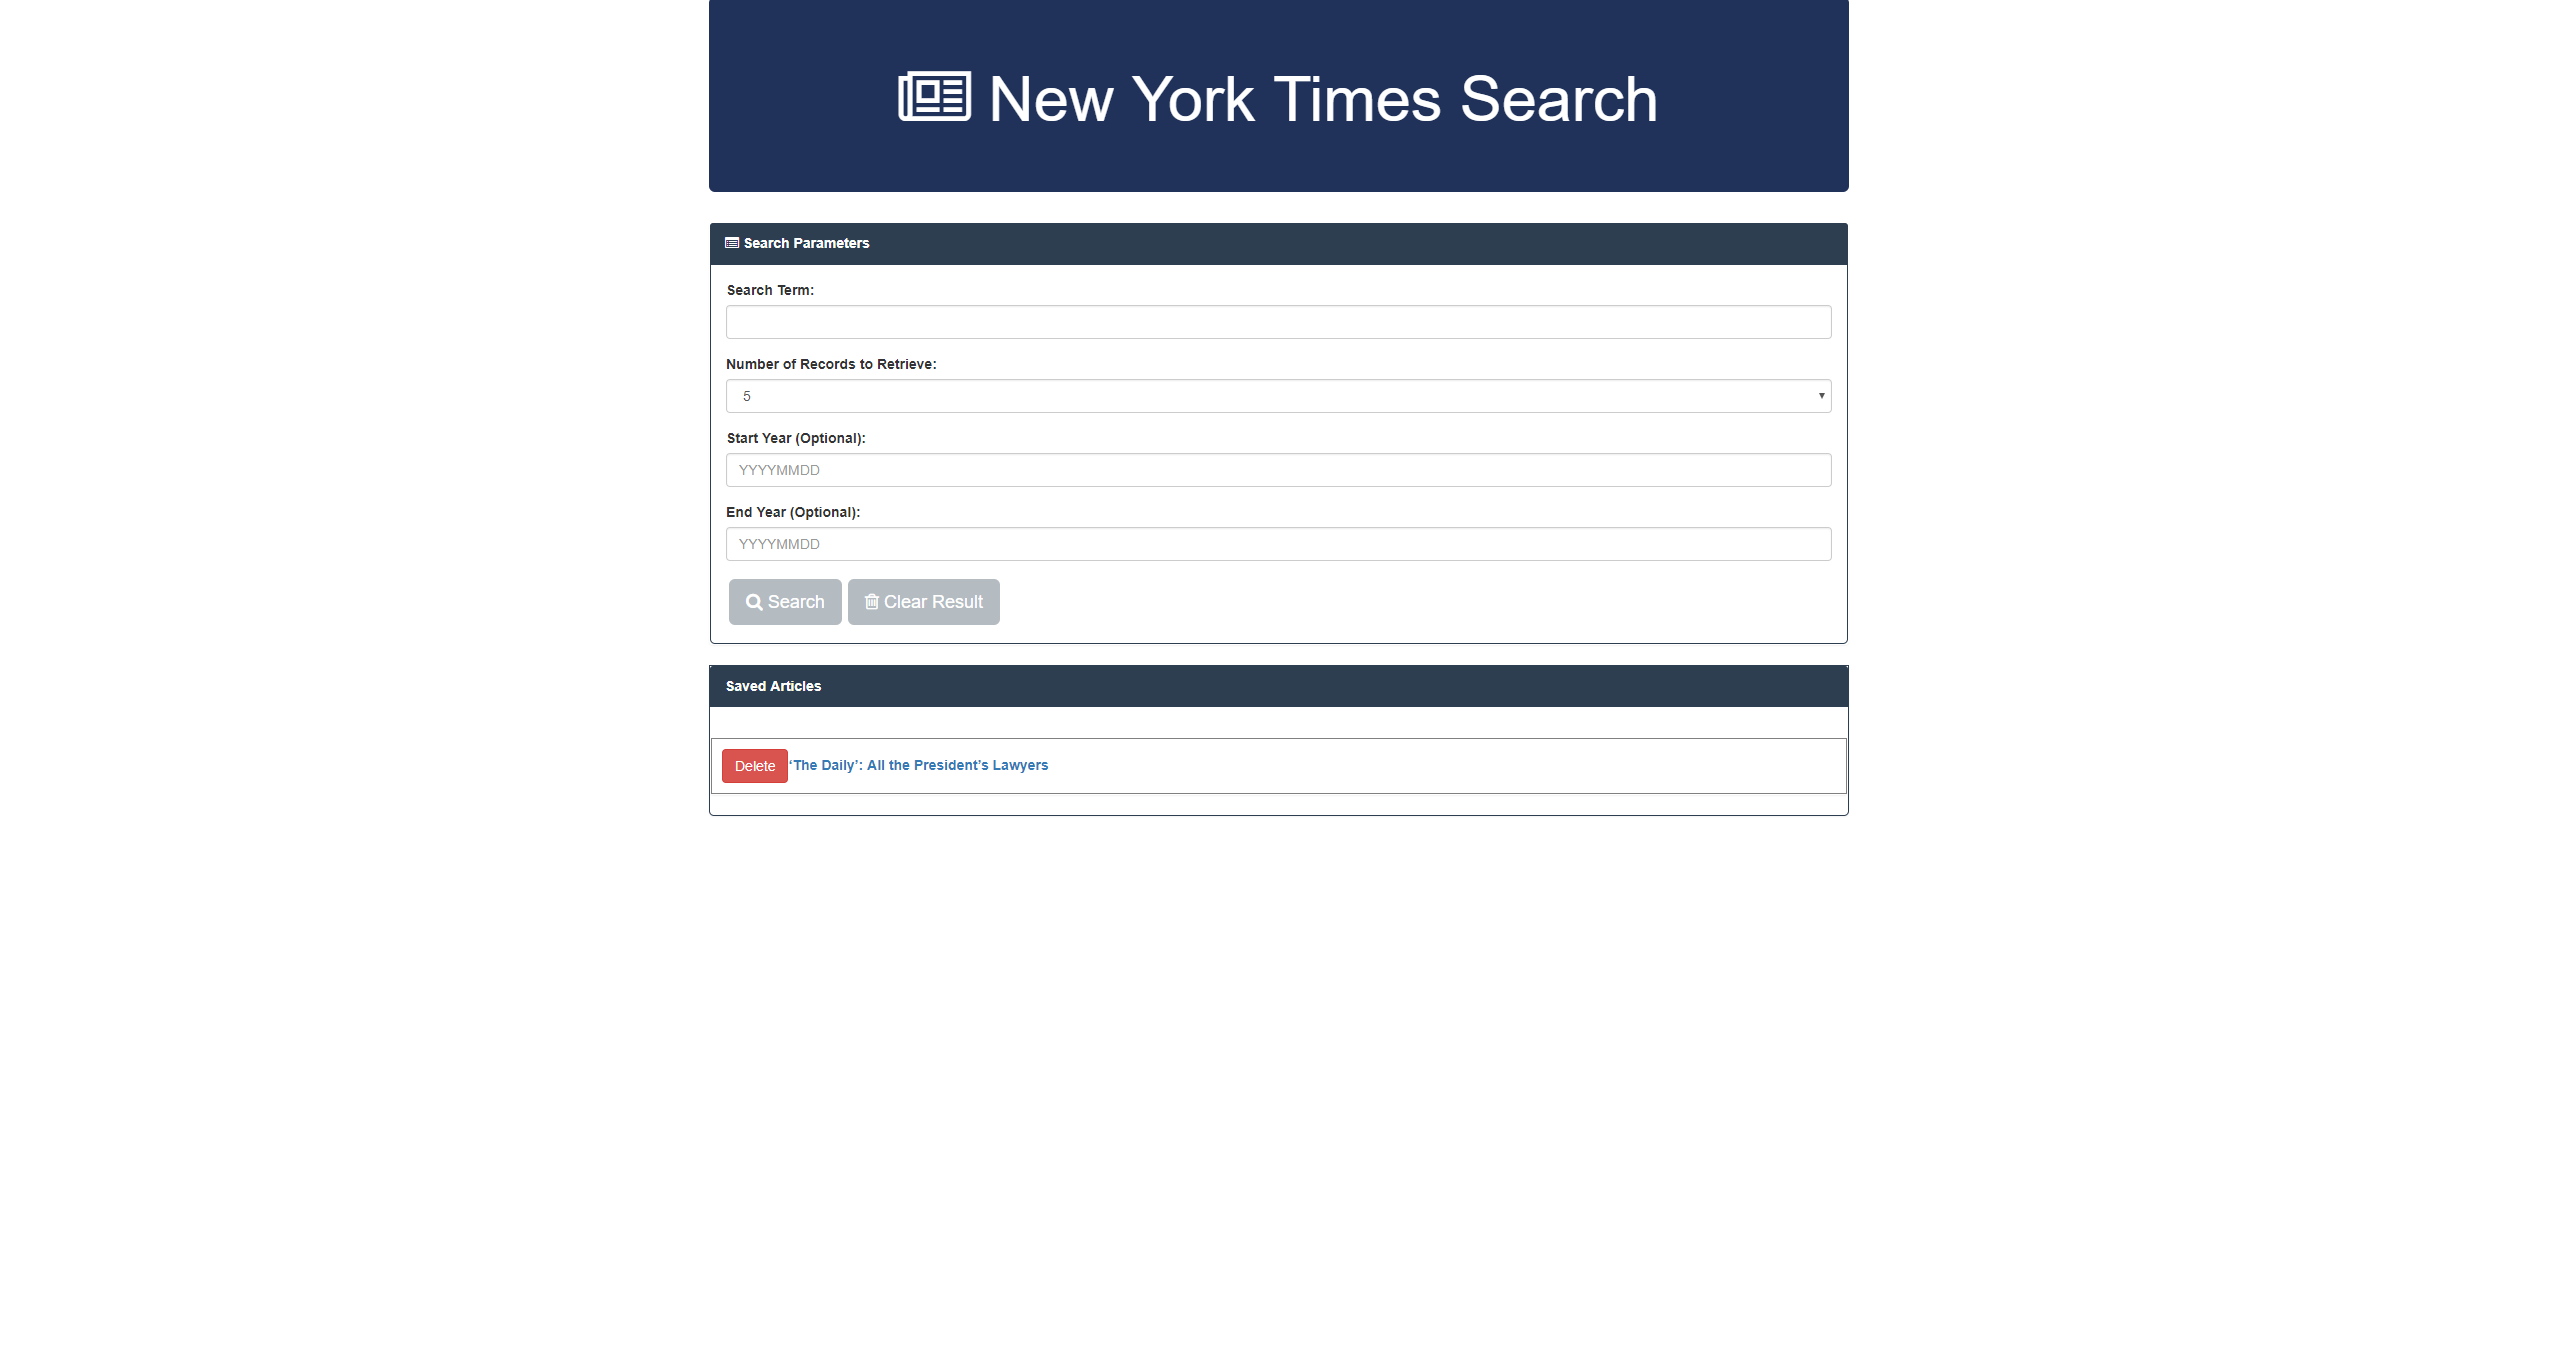 New York Times Search
Search Parameters
Search Term:
Number of Records to Retrieve:
5
Start Year (Optional):
YYYYMMDD
End Year (Optional):
YYYYMMDD
Search Clear Result
Saved Articles
Delete ‘The Daily’: All the President’s Lawyers